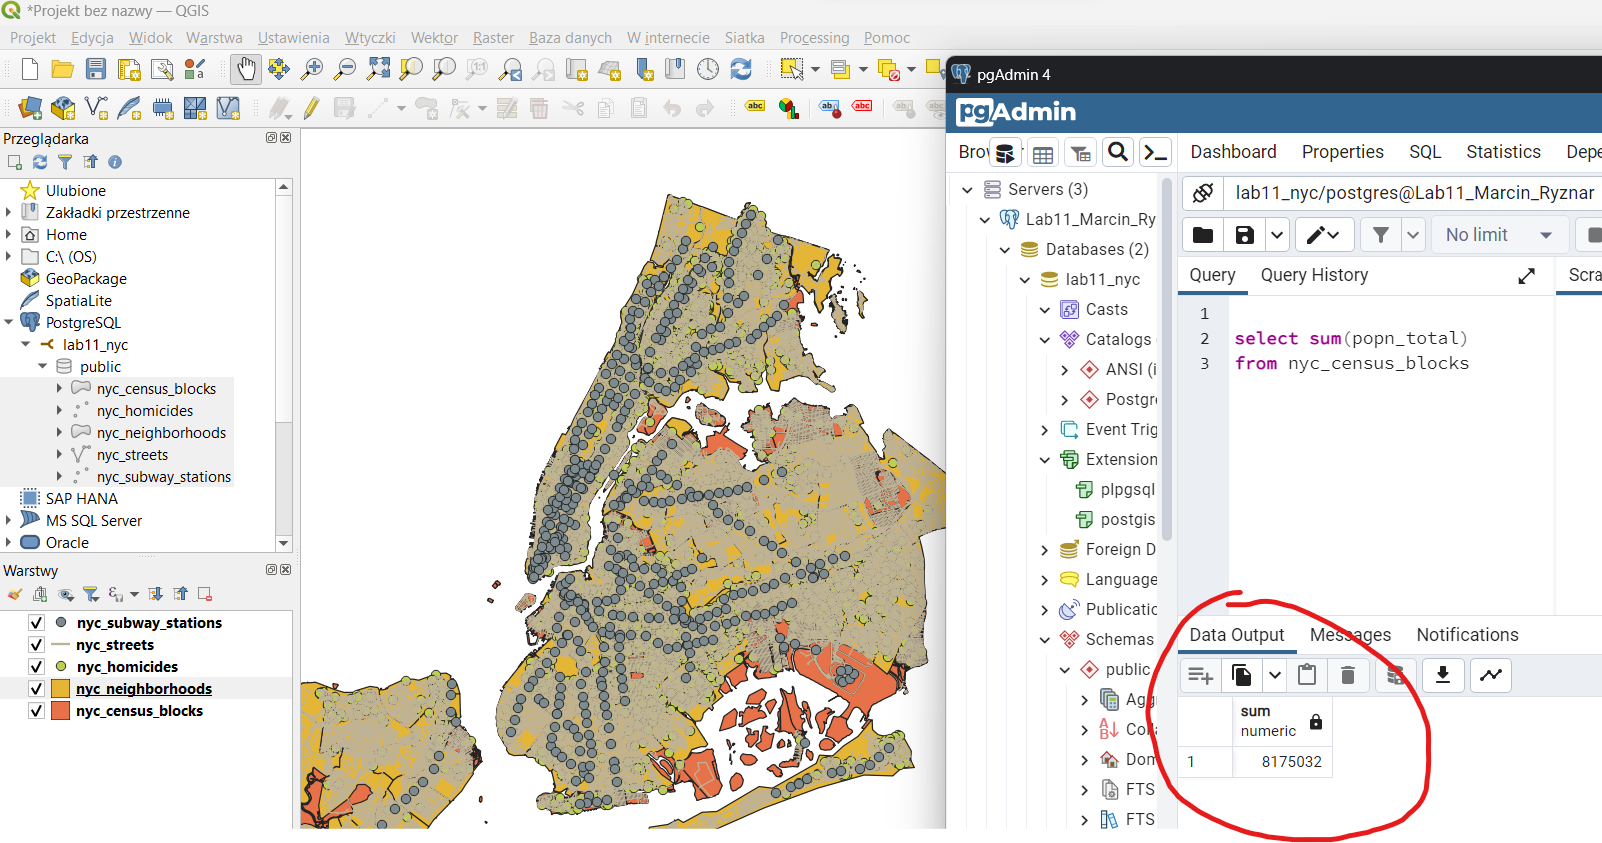 *Projekt bez nazwy — QGIS
Projekt Edycja Widok Warstwa Ustawienia Wtyczki Wektor Raster Baza danych W internecie Siatka Processing Pomoc
Przeglądarka
Ulubione
Zakładki przestrzenne
Home
C:\ (OS)
GeoPackage
SpatiaLite
PostgreSQL
lab11_nyc
public
nyc_census_blocks
nyc_homicides
nyc_neighborhoods
nyc_streets
nyc_subway_stations
SAP HANA
MS SQL Server
Oracle
Warstwy
nyc_subway_stations
nyc_streets
nyc_homicides
nyc_neighborhoods
nyc_census_blocks
pgAdmin 4
pgAdmin
Brow
Dashboard Properties SQL Statistics Depe
Servers (3)
Lab11_Marcin_Ry
Databases (2)
lab11_nyc
Casts
Catalogs
ANSI (i
Postgr
Event Trig
Extension
plpgsql
postgis
Foreign D
Language
Publicatic
Schemas
public
Agg
Colla
Dom
FTS
FTS
lab11_nyc/postgres@Lab11_Marcin_Ryznar
No limit
Query Query History Scra
1
2 select sum(popn_total)
3 from nyc_census_blocks
Data Output Messages Notifications
sum
numeric
1 8175032